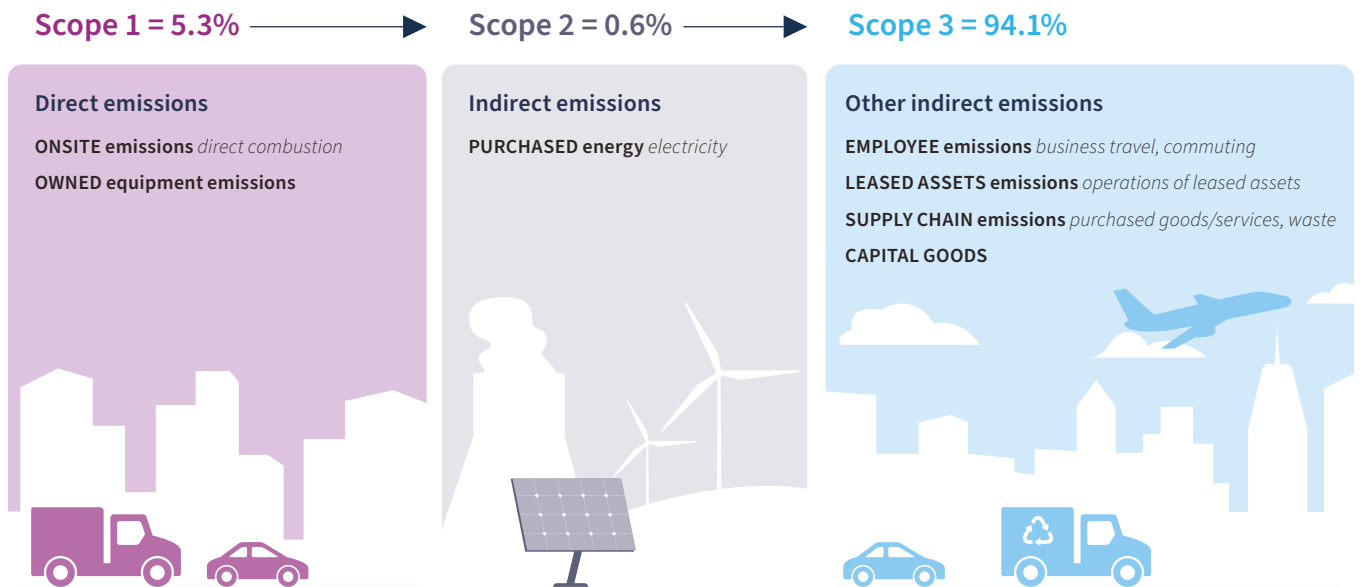 Scope 1 = 5.3%
Scope 2 = 0.6%
Scope 3 = 94.1%
Direct emissions
ONSITE emissions direct combustion
OWNED equipment emissions
Indirect emissions
PURCHASED energy electricity
Other indirect emissions
EMPLOYEE emissions business travel, commuting
LEASED ASSETS emissions operations of leased assets
SUPPLY CHAIN emissions purchased goods/services, waste
CAPITAL GOODS